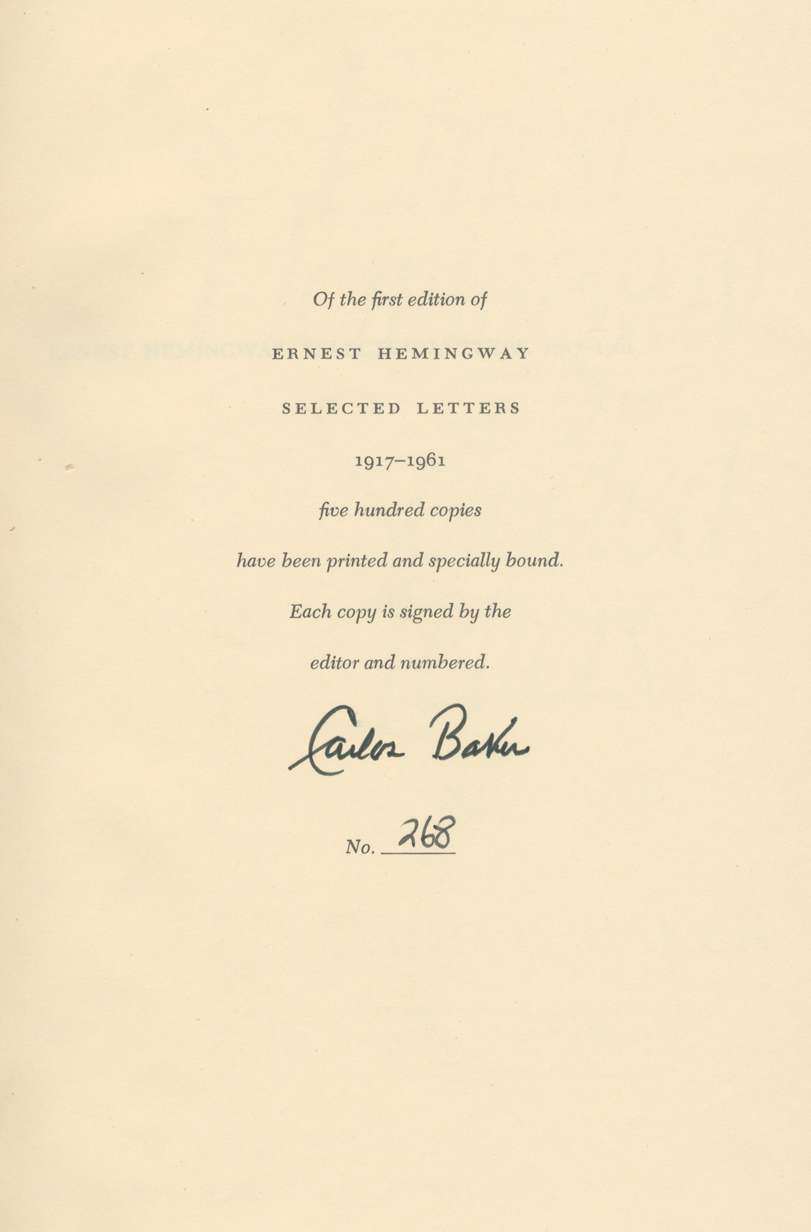 Of the first edition of
ERNEST HEMINGWAY
SELECTED LETTERS
1917–1961
five hundred copies
have been printed and specially bound.
Each copy is signed by the
editor and numbered.
Carlos Baker
No. 268